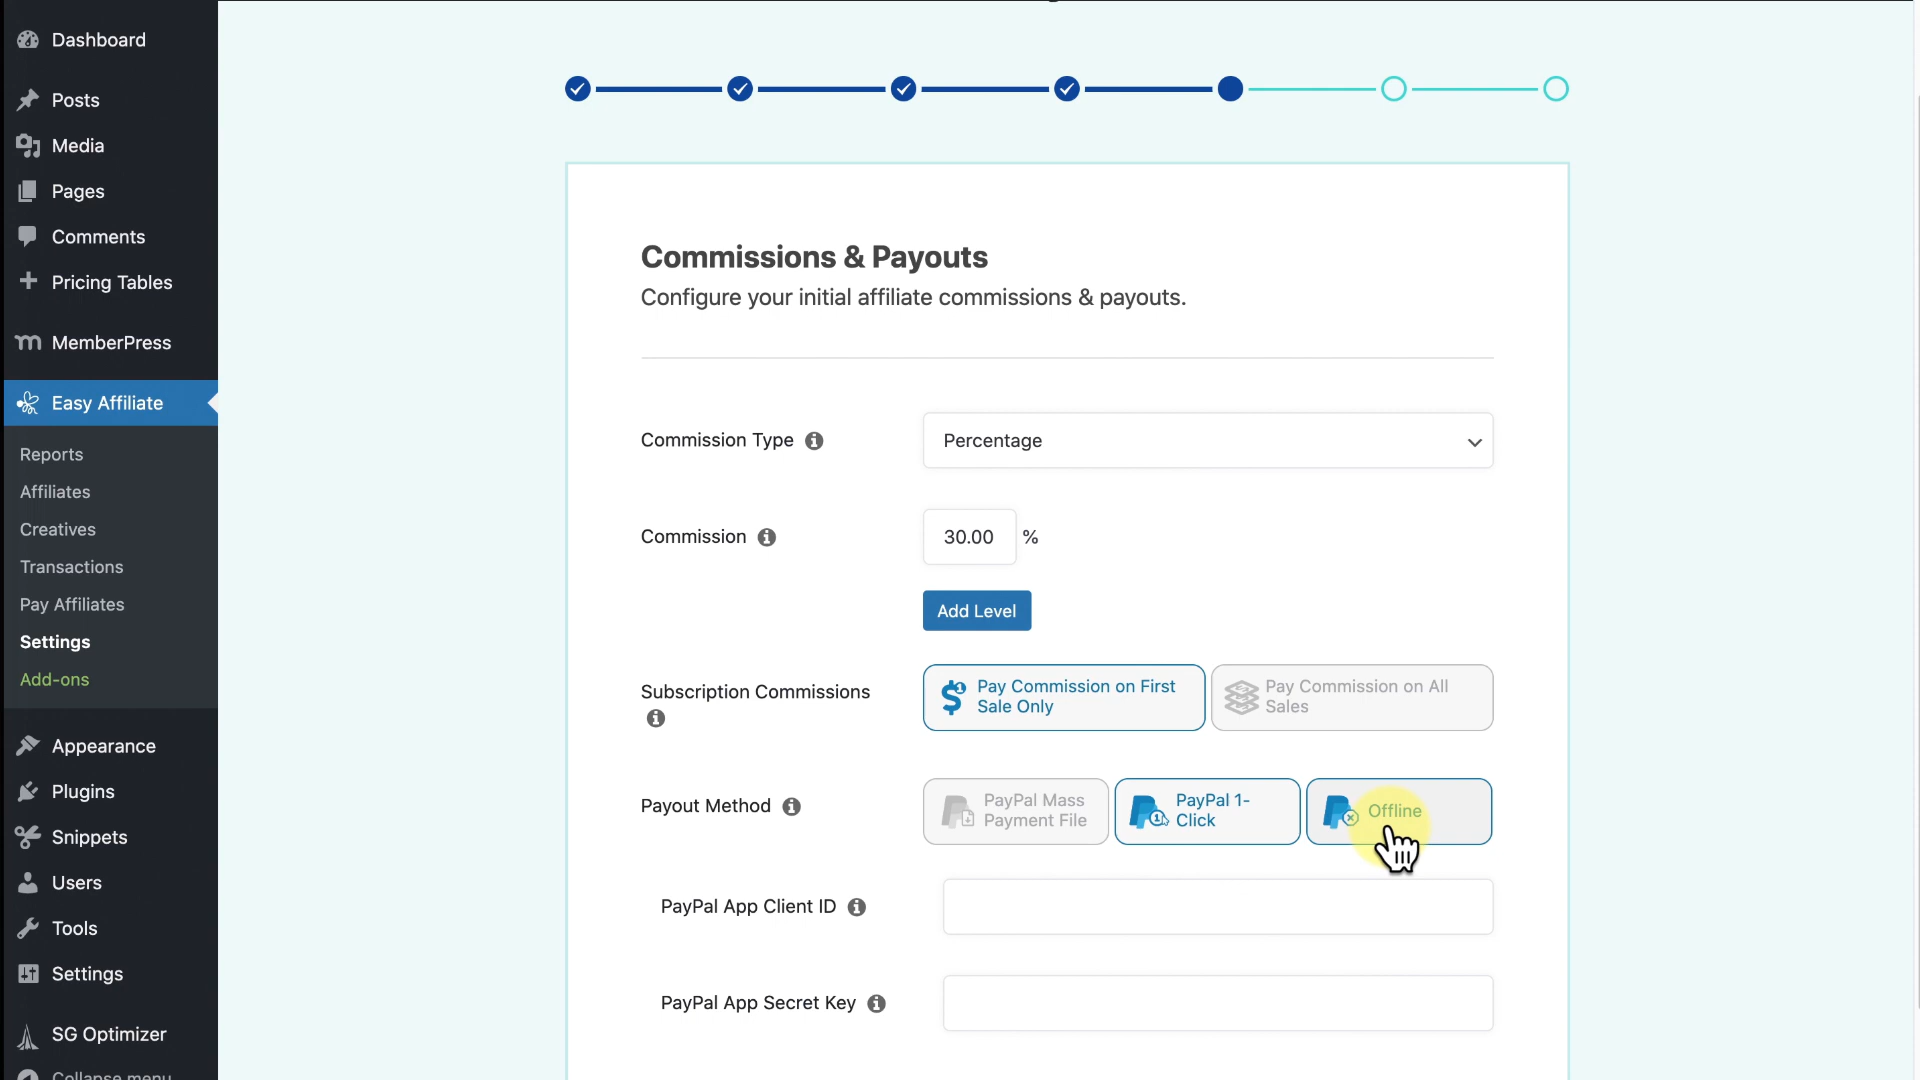 Dashboard
Posts
Media
Pages
Comments
Pricing Tables
MemberPress
Easy Affiliate
Reports
Affiliates
Creatives
Transactions
Pay Affiliates
Settings
Add-ons
Appearance
Plugins
Snippets
Users
Tools
Settings
SG Optimizer
Collapse menu
Commissions & Payouts
Configure your initial affiliate commissions & payouts.
Commission Type
Percentage
Commission
30.00 %
Add Level
Subscription Commissions
Pay Commission on First
Sale Only
Pay Commission on All
Sales
Payout Method
PayPal Mass
Payment File
PayPal 1-
Click
Offline
PayPal App Client ID
PayPal App Secret Key